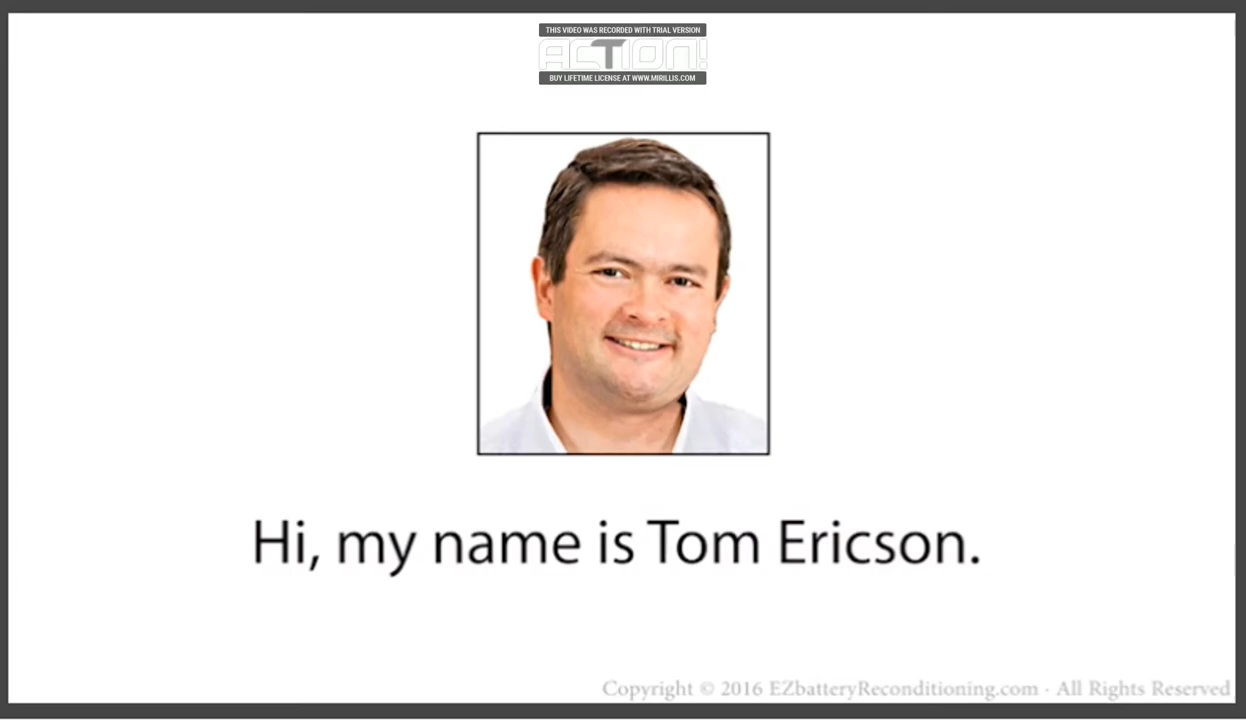 THIS VIDEO WAS RECORDED WITH TRIAL VERSION
ACTION!
BUY LIFETIME LICENSE AT WWW.MIRILLIS.COM
Hi, my name is Tom Ericson.
Copyright © 2016 EZbatteryReconditioning.com · All Rights Reserved